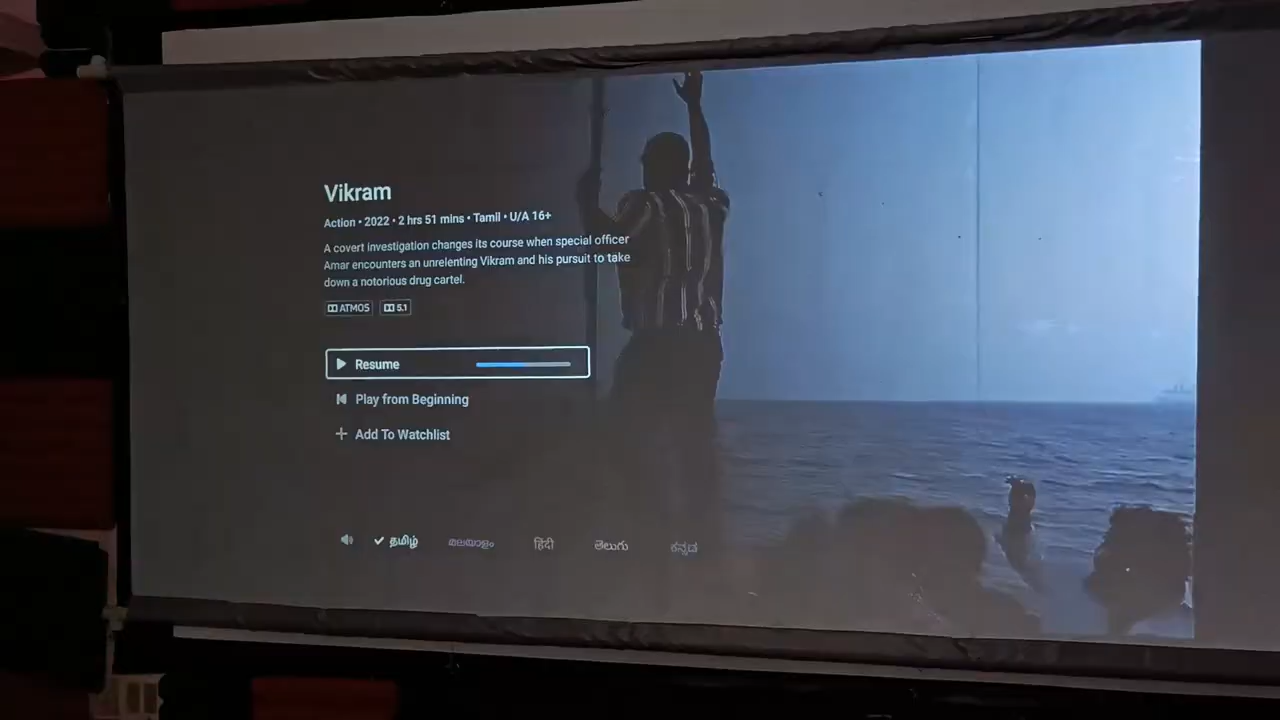 Vikram
Action • 2022 • 2 hrs 51 mins • Tamil • U/A 16+
A covert investigation changes its course when special officer
Amar encounters an unrelenting Vikram and his pursuit to take
down a notorious drug cartel.
ATMOS 5.1
Resume
Play from Beginning
Add To Watchlist
தமிழ் മലയാളം हिंदी తెలుగు ಕನ್ನಡ